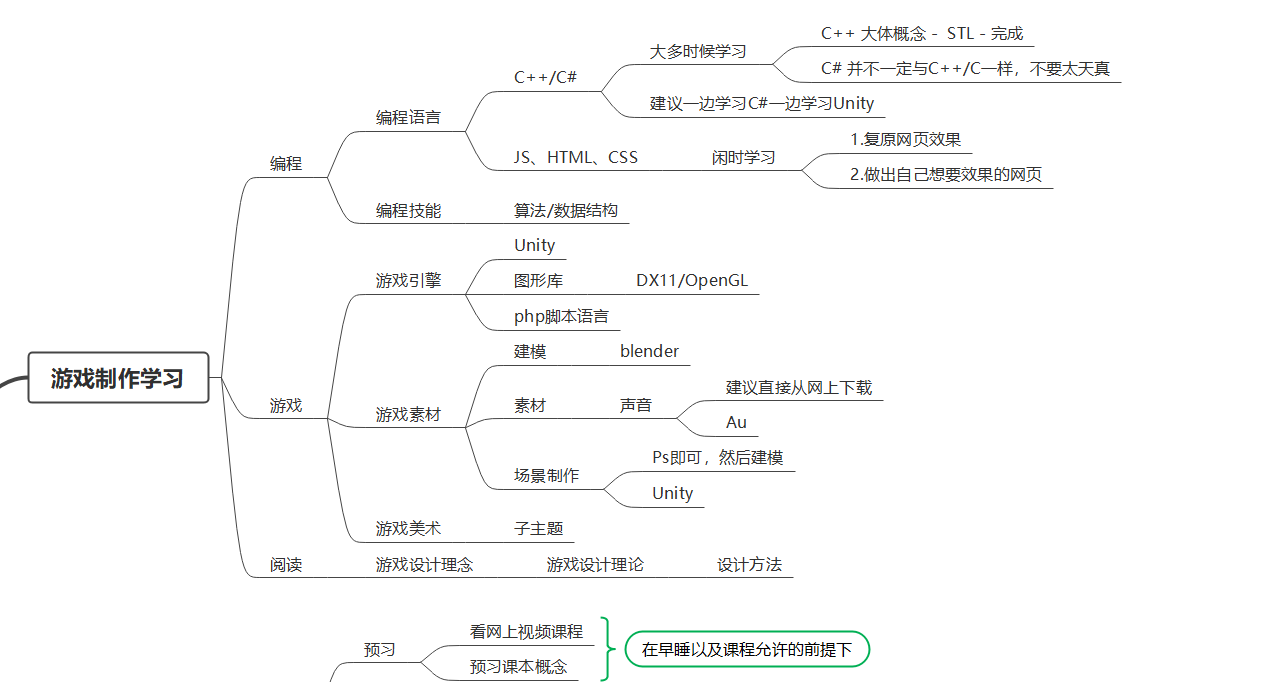 C++ 大体概念 - STL - 完成
大多时候学习
C# 并不一定与C++/C一样，不要太天真
C++/C#
建议一边学习C#一边学习Unity
编程语言
1.复原网页效果
JS、HTML、CSS
闲时学习
编程
2.做出自己想要效果的网页
编程技能
算法/数据结构
Unity
游戏引擎
图形库
DX11/OpenGL
php脚本语言
建模
blender
游戏制作学习
建议直接从网上下载
游戏
素材
声音
游戏素材
Au
Ps即可，然后建模
场景制作
Unity
游戏美术
子主题
阅读
游戏设计理念
游戏设计理论
设计方法
看网上视频课程
预习
在早睡以及课程允许的前提下
预习课本概念